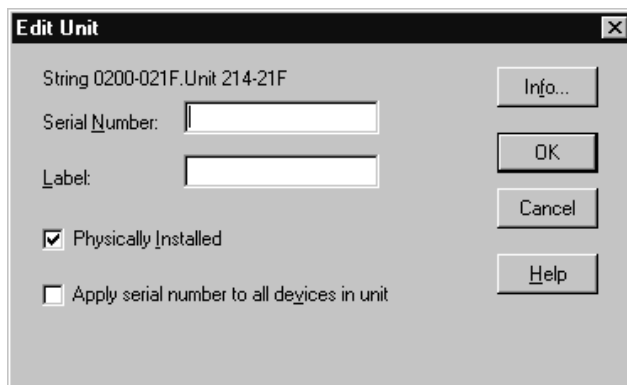 Edit Unit
String 0200-021F.Unit 214-21F
Info...
Serial Number:
OK
Label:
Cancel
Physically Installed
Help
Apply serial number to all devices in unit